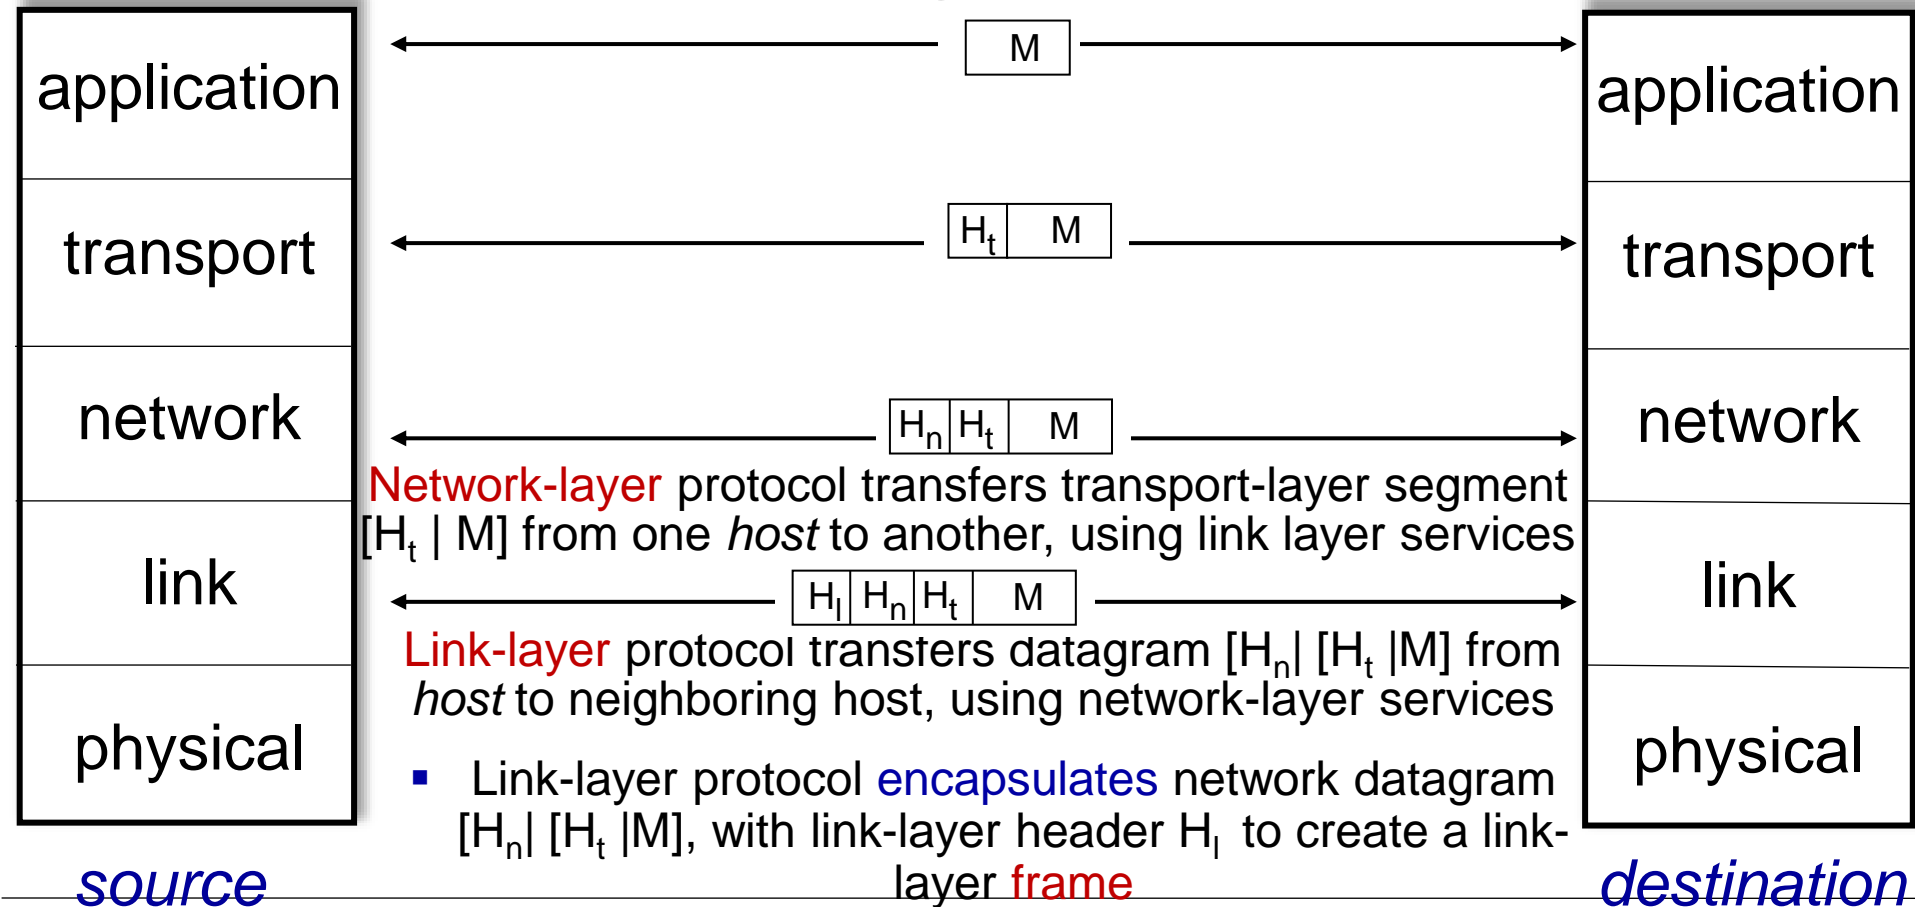 application
M
application
transport
Hₜ M
transport
network
Hₙ Hₜ M
network
Network-layer protocol transfers transport-layer segment
[Hₜ | M] from one host to another, using link layer services
link
Hₗ Hₙ Hₜ M
link
Link-layer protocol transfers datagram [Hₙ| [Hₜ |M] from
host to neighboring host, using network-layer services
physical
physical
▪ Link-layer protocol encapsulates network datagram
[Hₙ| [Hₜ |M], with link-layer header Hₗ to create a link-
layer frame
source
destination